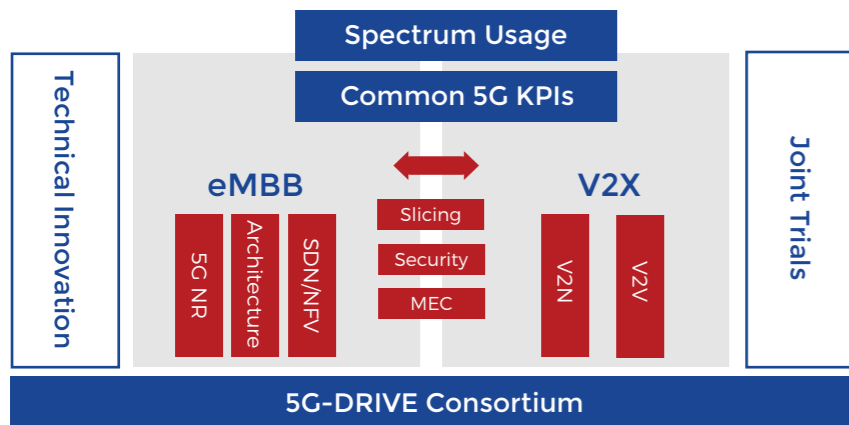 Spectrum Usage
Common 5G KPIs
Technical Innovation
eMBB
5G NR
Architecture
SDN/NFV
Slicing
Security
MEC
V2X
V2N
V2V
Joint Trials
5G-DRIVE Consortium